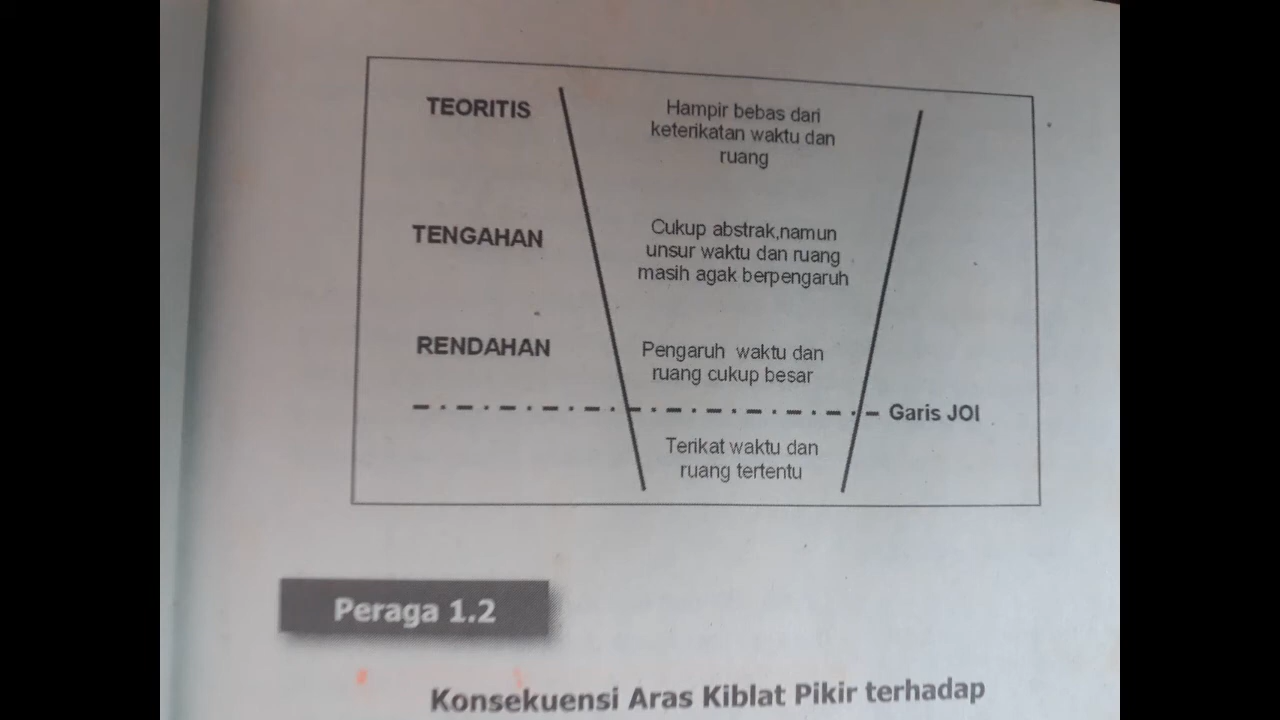 TEORITIS
Hampir bebas dari
keterikatan waktu dan
ruang
TENGAHAN
Cukup abstrak,namun
unsur waktu dan ruang
masih agak berpengaruh
RENDAHAN
Pengaruh waktu dan
ruang cukup besar
Garis JOI
Terikat waktu dan
ruang tertentu
Peraga 1.2
Konsekuensi Aras Kiblat Pikir terhadap